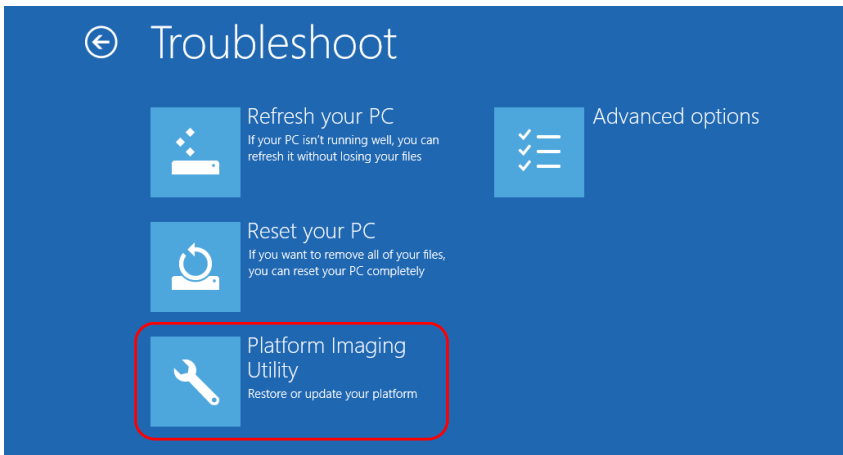 Troubleshoot
Refresh your PC
If your PC isn't running well, you can
refresh it without losing your files
Advanced options
Reset your PC
If you want to remove all of your files,
you can reset your PC completely
Platform Imaging
Utility
Restore or update your platform